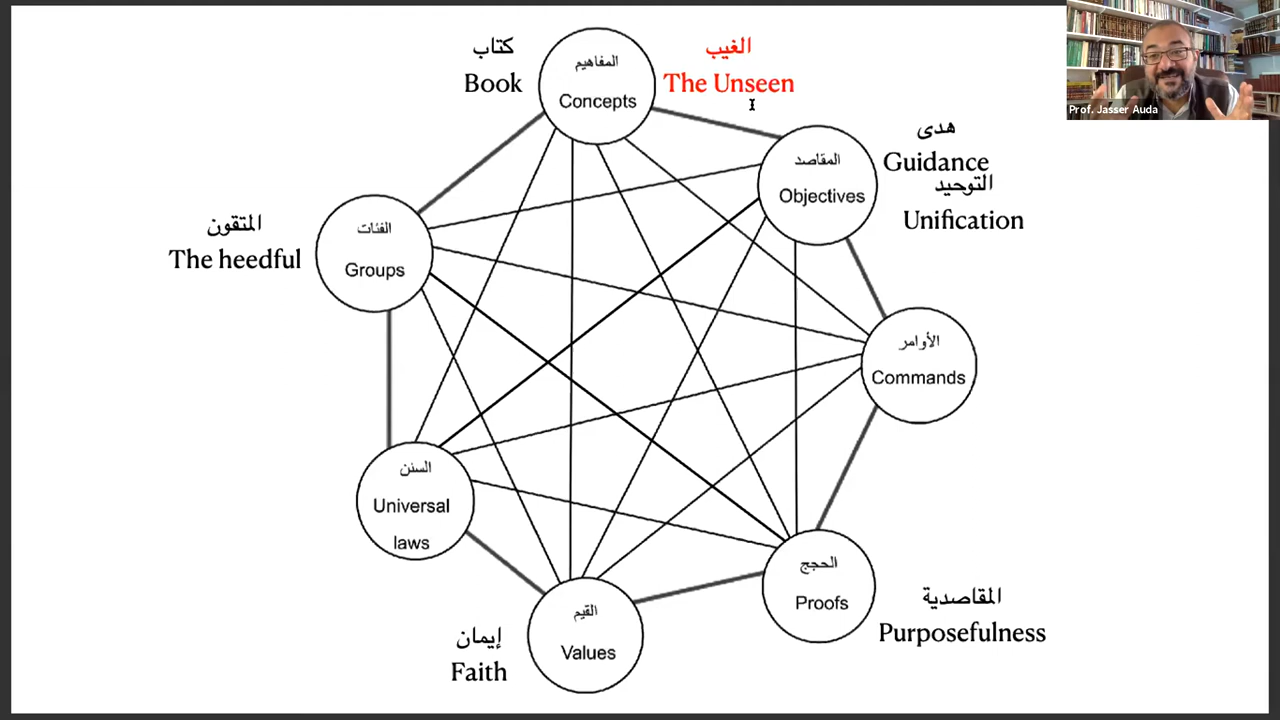 كتاب
Book
المفاهيم
Concepts
الغيب
The Unseen
Prof. Jasser Auda
هدى
Guidance
التوحيد
Unification
المقاصد
Objectives
المتقون
The heedful
الفئات
Groups
الأوامر
Commands
السنن
Universal
laws
الحجج
Proofs
المقاصدية
Purposefulness
القيم
Values
إيمان
Faith